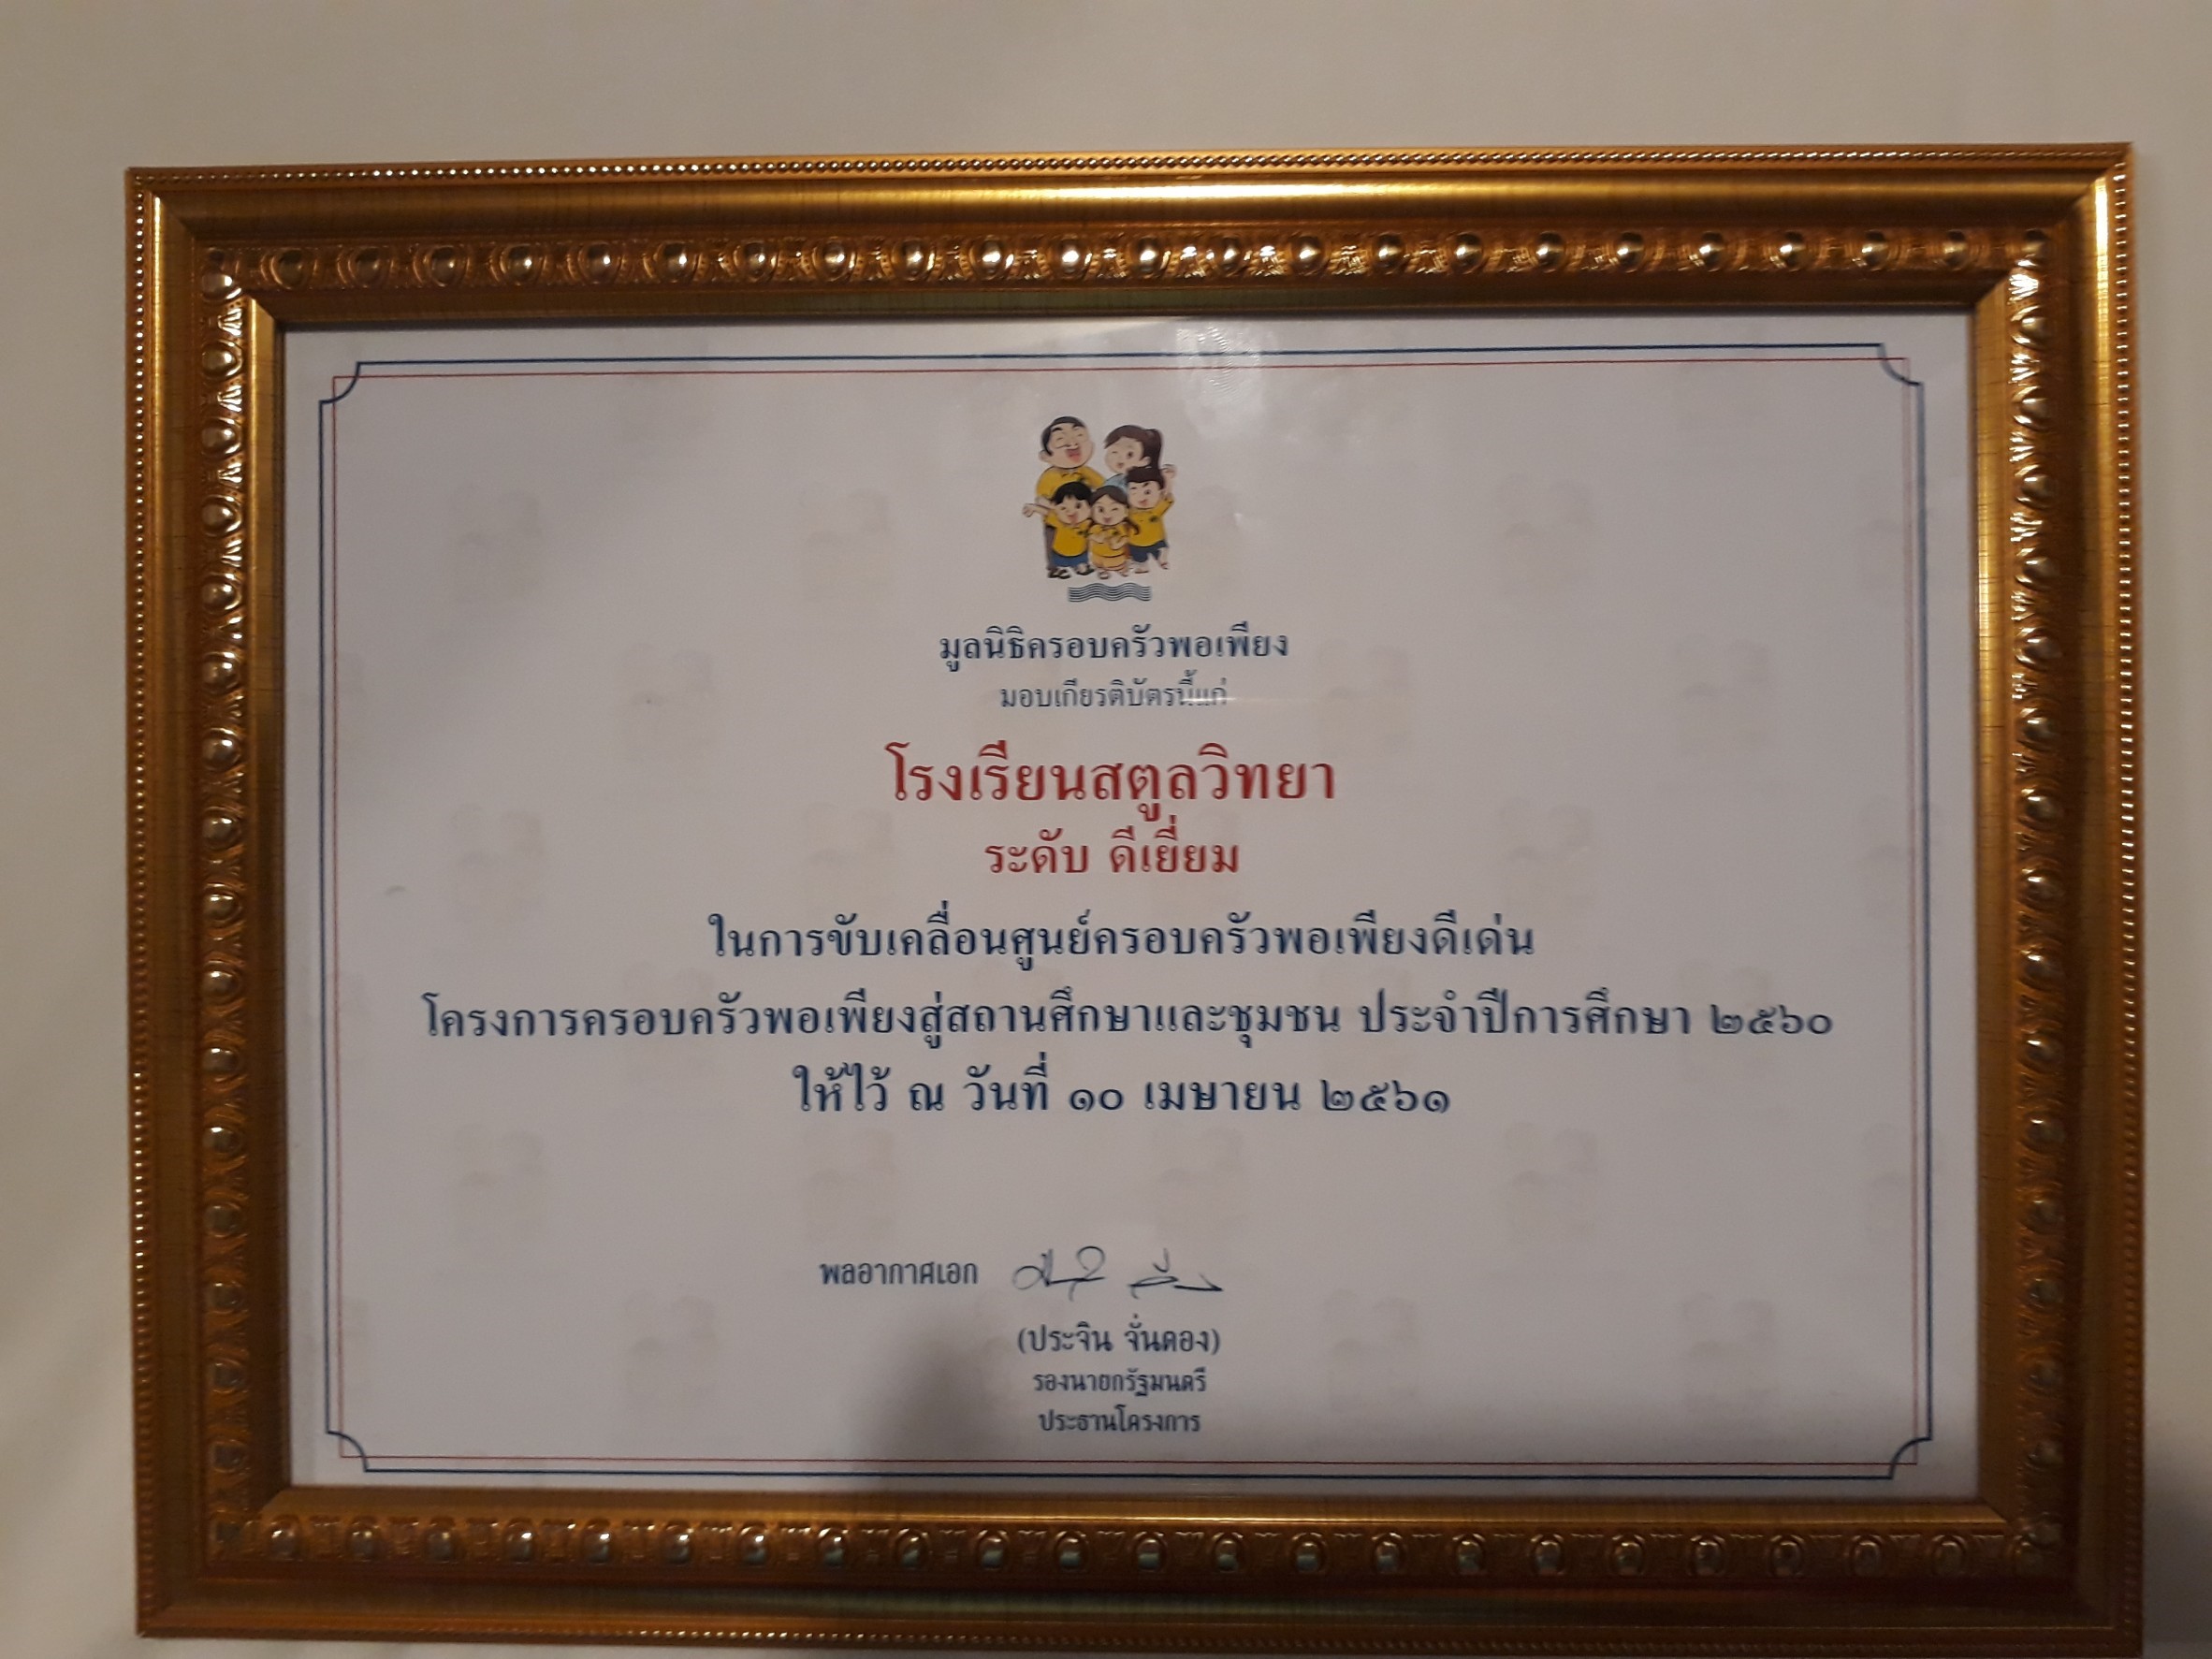 มูลนิธิครอบครัวพอเพียง
มอบเกียรติบัตรนี้แก่
โรงเรียนสตูลวิทยา
ระดับ ดีเยี่ยม
ในการขับเคลื่อนศูนย์ครอบครัวพอเพียงดีเด่น
โครงการครอบครัวพอเพียงสู่สถานศึกษาและชุมชน ประจำปีการศึกษา ๒๕๖๐
ให้ไว้ ณ วันที่ ๑๐ เมษายน ๒๕๖๑
พลอากาศเอก
(ประจิน จั่นตอง)
รองนายกรัฐมนตรี
ประธานโครงการ